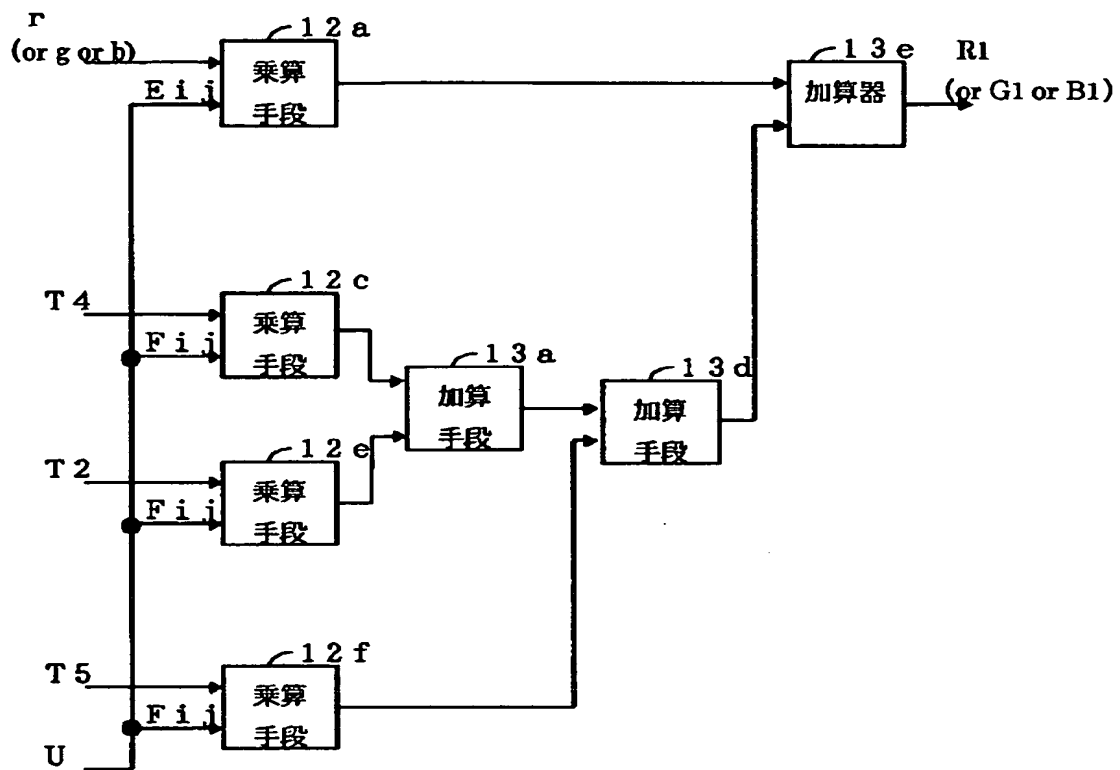 r
(or g or b)
Eij
12a
乗算
手段
13e
加算器
R1
(or G1 or B1)
T4
Fij
12c
乗算
手段
13a
加算
手段
13d
加算
手段
T2
Fij
12e
乗算
手段
T5
Fij
12f
乗算
手段
U